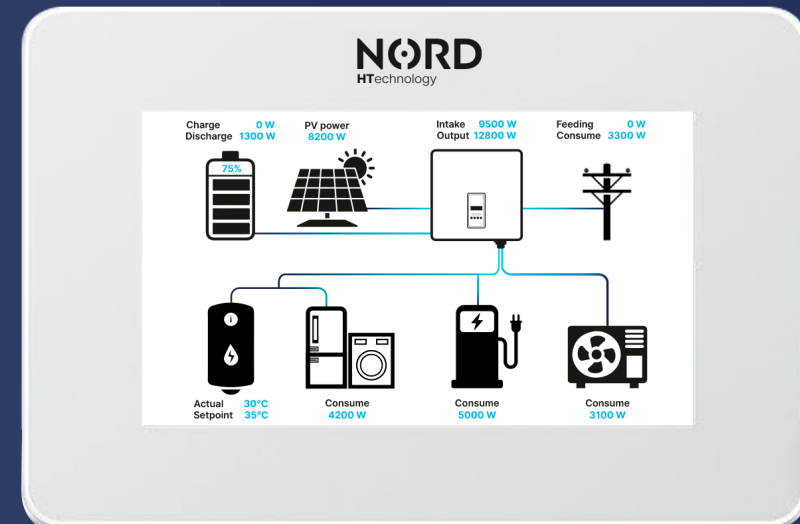 NORD
HTechnology
Charge 0 W
Discharge 1300 W
PV power
8200 W
Intake 9500 W
Output 12800 W
Feeding 0 W
Consume 3300 W
75%
Actual 30°C
Setpoint 35°C
Consume
4200 W
Consume
5000 W
Consume
3100 W